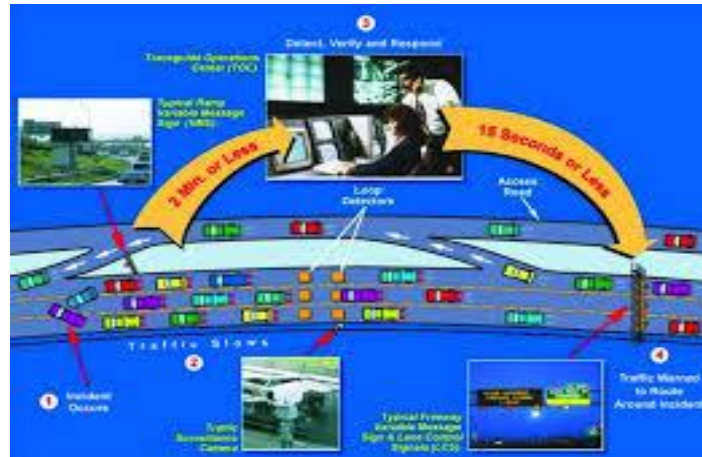 3
Detect, Verify and Respond
Transguide Operations
Center (TOC)
Typical Ramp
Variable Message
Sign (VMS)
2 Min. or Less
15 Seconds or Less
Loop
Detectors
Access
Road
Traffic Slows
1
Incident
Occurs
2
Traffic
Surveillance
Camera
Typical Freeway
Variable Message
Sign & Lane Control
Signals (LCS)
4
Traffic Warned
to Route
Around Incident